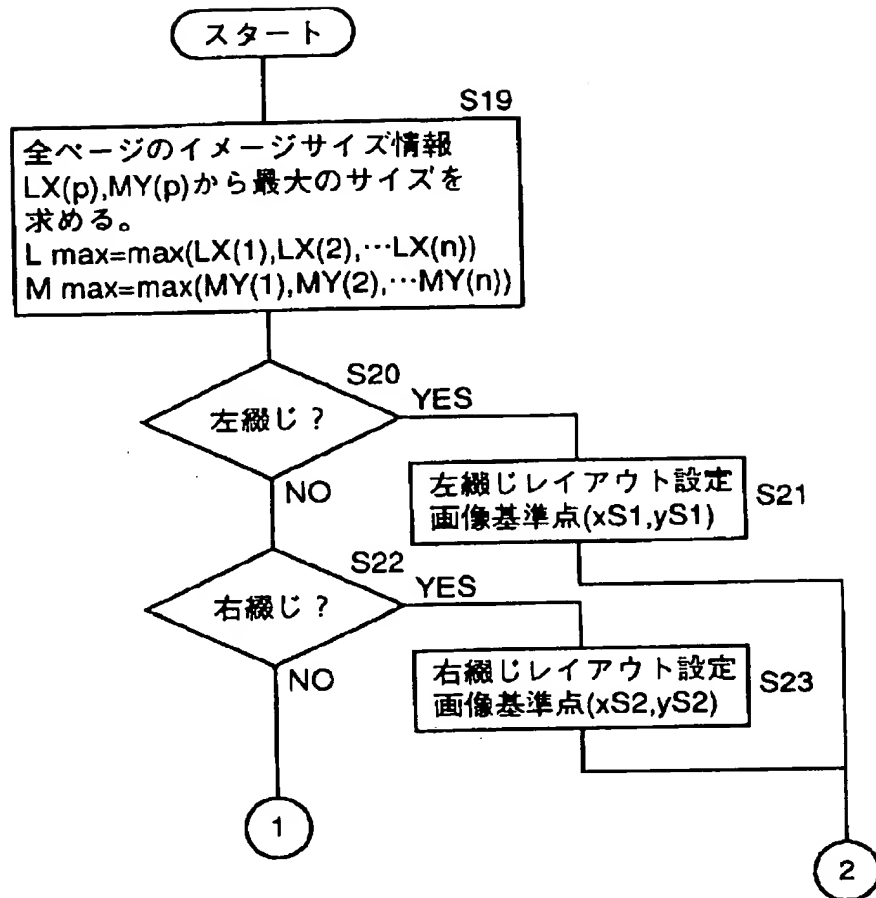 スタート
S19
全ページのイメージサイズ情報
LX(p),MY(p)から最大のサイズを
求める。
L max=max(LX(1),LX(2),…LX(n))
M max=max(MY(1),MY(2),…MY(n))
S20
左綴じ？
YES
NO
左綴じレイアウト設定
画像基準点(xS1,yS1)
S21
S22
右綴じ？
YES
NO
右綴じレイアウト設定
画像基準点(xS2,yS2)
S23
1
2